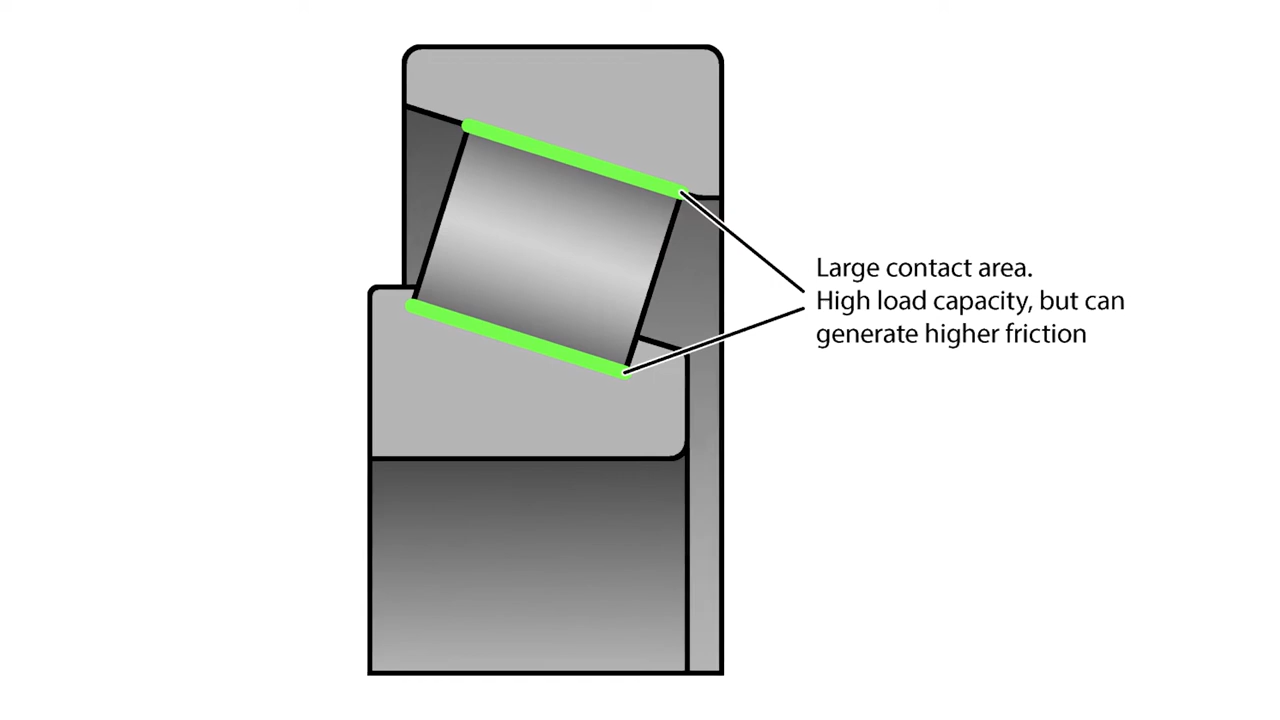 Large contact area.
High load capacity, but can
generate higher friction